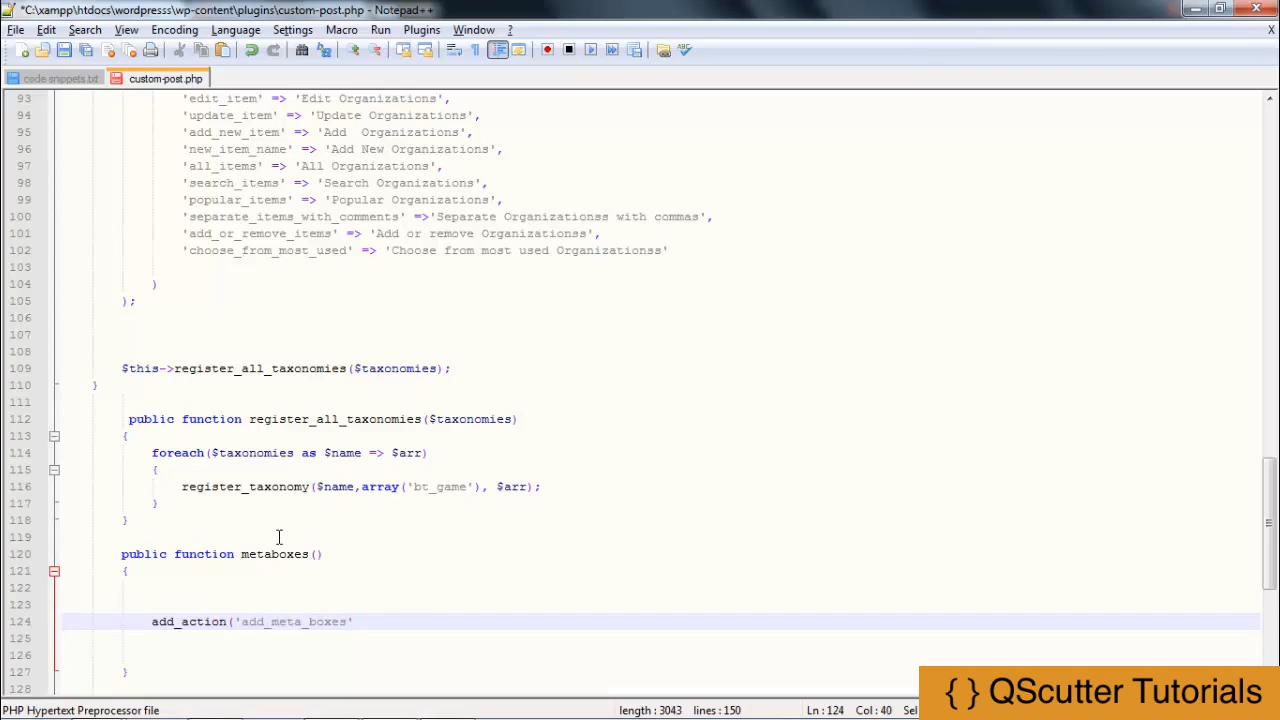 *C:\xampp\htdocs\wordpresss\wp-content\plugins\custom-post.php - Notepad++
File Edit Search View Encoding Language Settings Macro Run Plugins Window ? X
code snippets.txt custom-post.php
93 'edit_item' => 'Edit Organizations',
94 'update_item' => 'Update Organizations',
95 'add_new_item' => 'Add  Organizations',
96 'new_item_name' => 'Add New Organizations',
97 'all_items' => 'All Organizations',
98 'search_items' => 'Search Organizations',
99 'popular_items' => 'Popular Organizations',
100 'separate_items_with_comments' =>'Separate Organizationss with commas',
101 'add_or_remove_items' => 'Add or remove Organizationss',
102 'choose_from_most_used' => 'Choose from most used Organizationss'
103
104 )
105 );
106
107
108
109 $this->register_all_taxonomies($taxonomies);
110 }
111
112 public function register_all_taxonomies($taxonomies)
113 {
114 foreach($taxonomies as $name => $arr)
115 {
116 register_taxonomy($name,array('bt_game'), $arr);
117 }
118 }
119
120 public function metaboxes()
121 {
122
123
124 add_action('add_meta_boxes'
125
126
127 }
128
{ } QScutter Tutorials
PHP Hypertext Preprocessor file length : 3043 lines : 150 Ln : 124 Col : 40 Sel